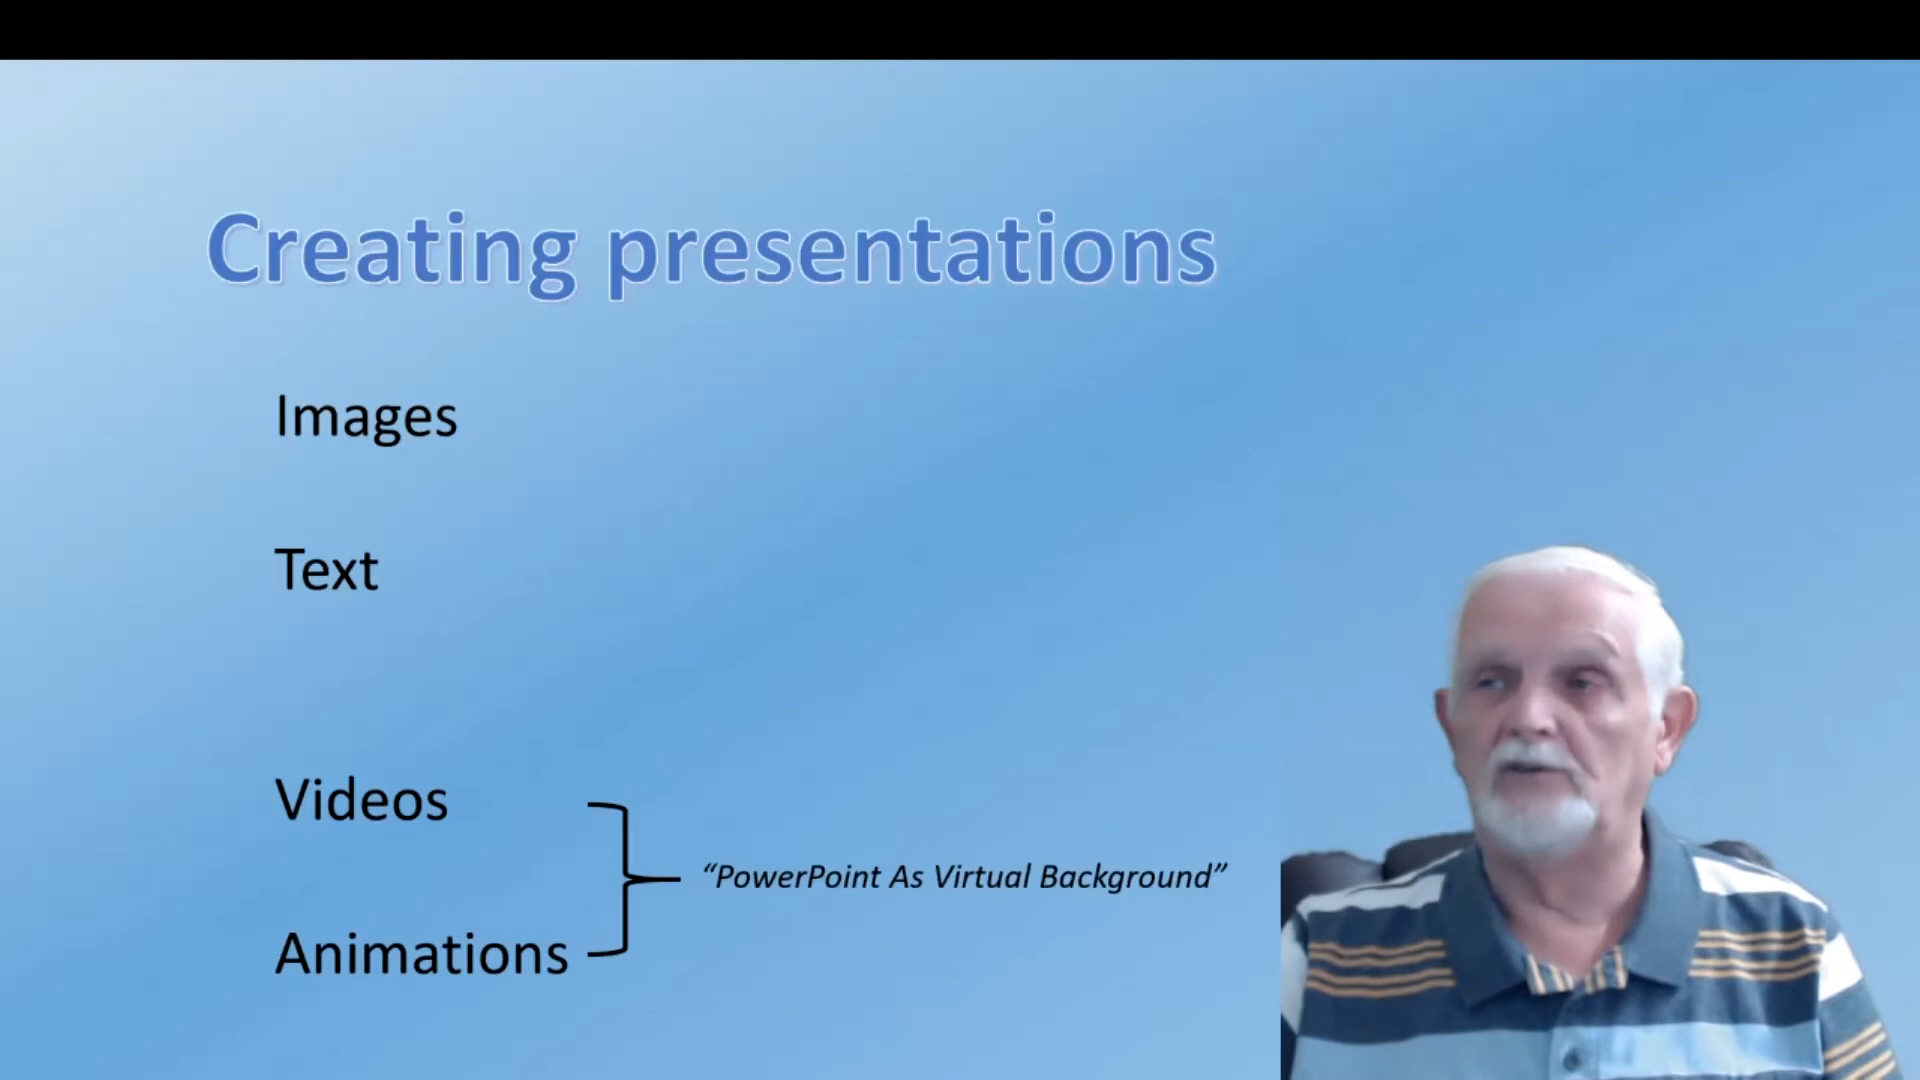 Creating presentations
Images
Text
Videos
“PowerPoint As Virtual Background”
Animations